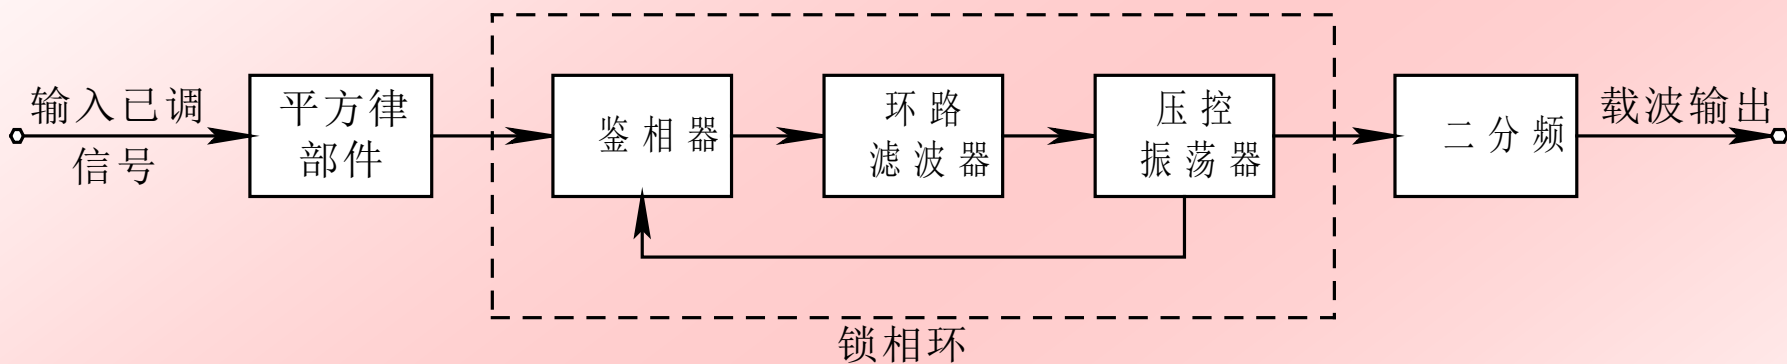 输入已调
信号
平方律
部件
鉴相器
环路
滤波器
压控
振荡器
二分频
载波输出
锁相环